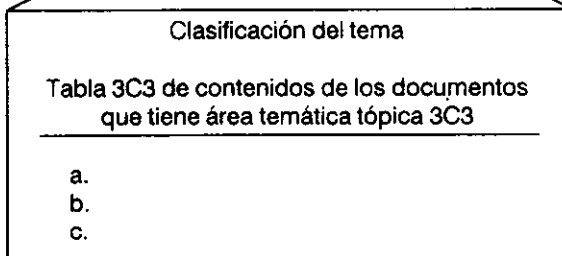 Clasificación del tema
Tabla 3C3 de contenidos de los documentos
que tiene área temática tópica 3C3
a.
b.
c.